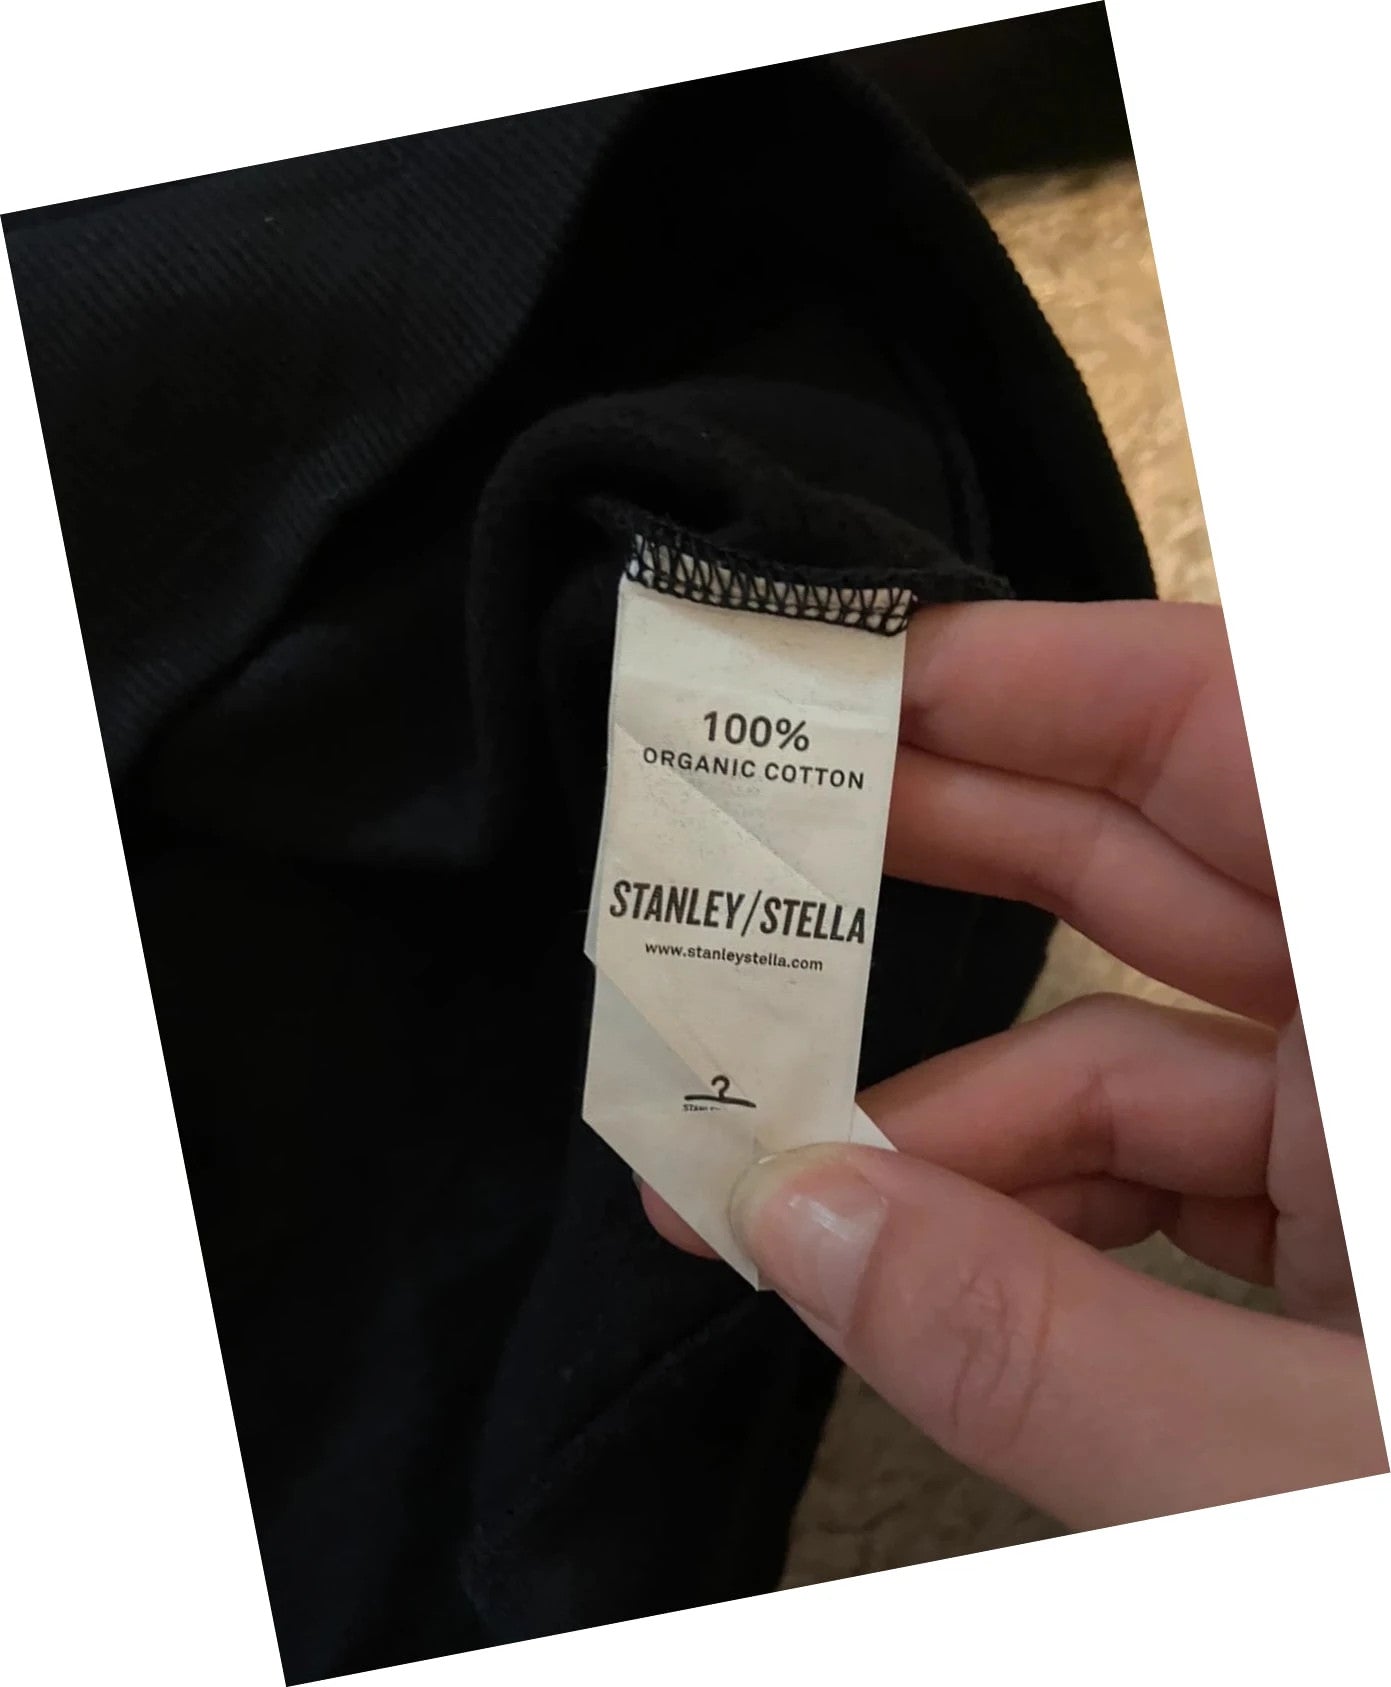 100%
ORGANIC COTTON
STANLEY/STELLA
www.stanleystella.com